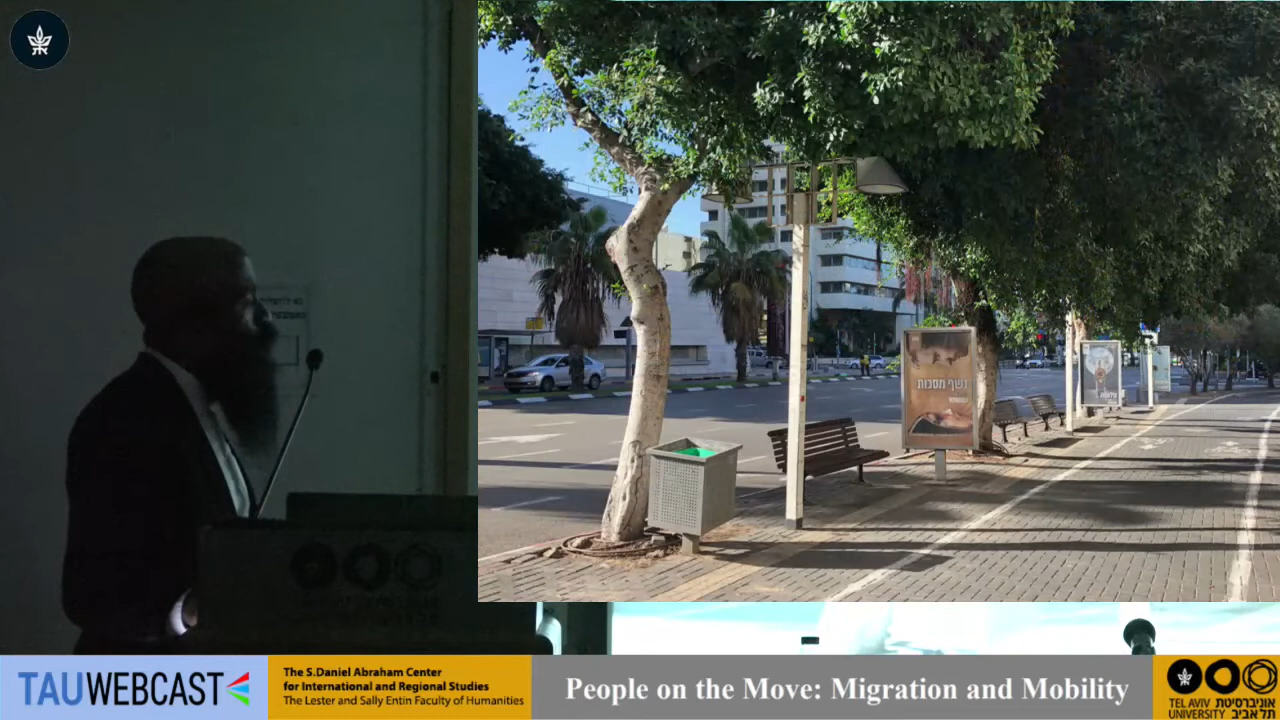 נשף מסכות
TAUWEBCAST
The S.Daniel Abraham Center
for International and Regional Studies
The Lester and Sally Entin Faculty of Humanities
People on the Move: Migration and Mobility
TEL AVIV אוניברסיטת
UNIVERSITY תל אביב